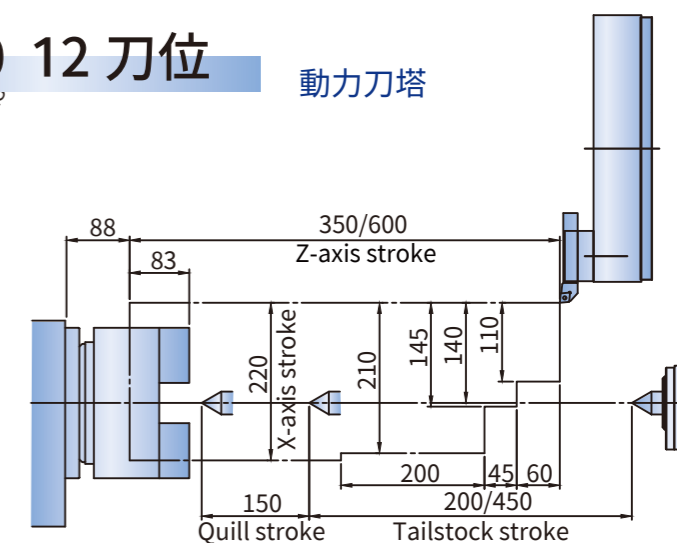 12 刀位
動力刀塔
88
350/600
Z-axis stroke
83
220
X-axis stroke
210
145
140
110
200
45
60
150
200/450
Quill stroke
Tailstock stroke